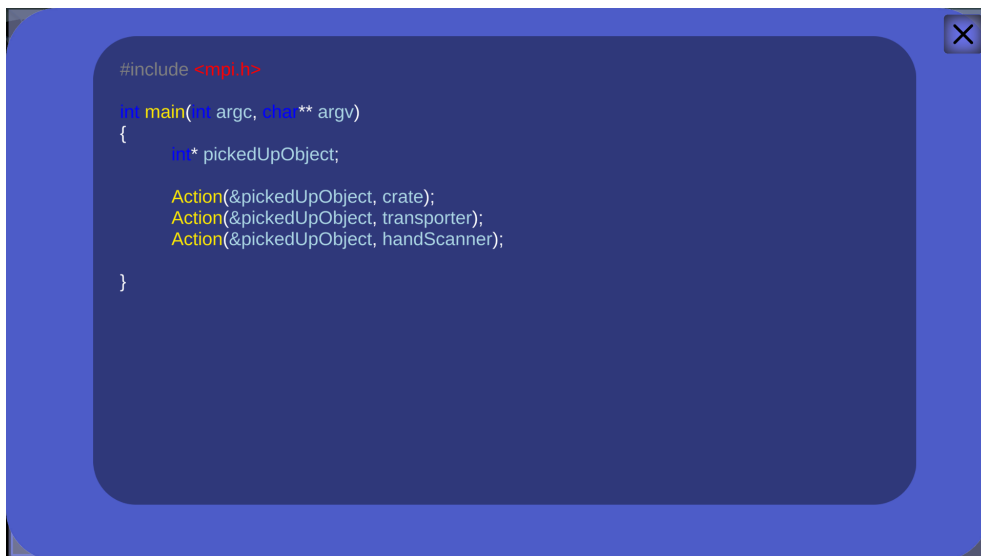 #include <mpi.h>
int main(int argc, char** argv)
{
int* pickedUpObject;
Action(&pickedUpObject, crate);
Action(&pickedUpObject, transporter);
Action(&pickedUpObject, handScanner);
}